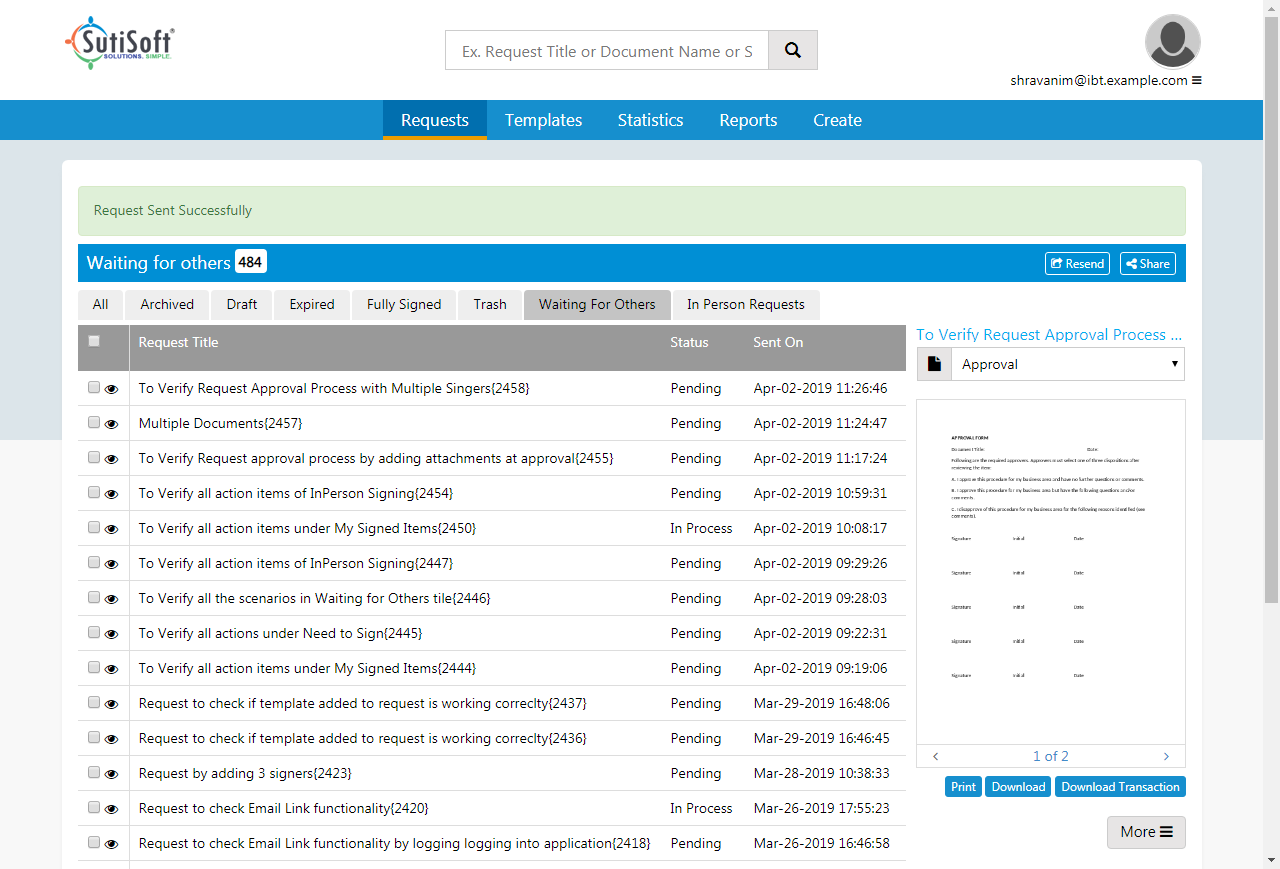 SutiSoft®
SOLUTIONS. SIMPLE.
Ex. Request Title or Document Name or S
shravanim@ibt.example.com
Requests Templates Statistics Reports Create
Request Sent Successfully
Waiting for others 484 Resend Share
All Archived Draft Expired Fully Signed Trash Waiting For Others In Person Requests
Request Title Status Sent On
To Verify Request Approval Process with Multiple Singers{2458} Pending Apr-02-2019 11:26:46
Multiple Documents{2457} Pending Apr-02-2019 11:24:47
To Verify Request approval process by adding attachments at approval{2455} Pending Apr-02-2019 11:17:24
To Verify all action items of InPerson Signing{2454} Pending Apr-02-2019 10:59:31
To Verify all action items under My Signed Items{2450} In Process Apr-02-2019 10:08:17
To Verify all action items of InPerson Signing{2447} Pending Apr-02-2019 09:29:26
To Verify all the scenarios in Waiting for Others tile{2446} Pending Apr-02-2019 09:28:03
To Verify all actions under Need to Sign{2445} Pending Apr-02-2019 09:22:31
To Verify all action items under My Signed Items{2444} Pending Apr-02-2019 09:19:06
Request to check if template added to request is working correclty{2437} Pending Mar-29-2019 16:48:06
Request to check if template added to request is working correclty{2436} Pending Mar-29-2019 16:46:45
Request by adding 3 signers{2423} Pending Mar-28-2019 10:38:33
Request to check Email Link functionality{2420} In Process Mar-26-2019 17:55:23
Request to check Email Link functionality by logging logging into application{2418} Pending Mar-26-2019 16:46:58
To Verify Request Approval Process ...
Approval
APPROVAL FORM
Document Title: Date:
Following are the required approvers. Approvers must select one of three dispositions after
reviewing the item:
A. I approve this procedure for my business area and have no further questions or comments.
B. I approve this procedure for my business area but have the following questions and/or
comments.
C. I disapprove of this procedure for my business area for the following reasons identified (see
comments).
Signature Initial Date
Signature Initial Date
Signature Initial Date
Signature Initial Date
Signature Initial Date
1 of 2
Print Download Download Transaction
More